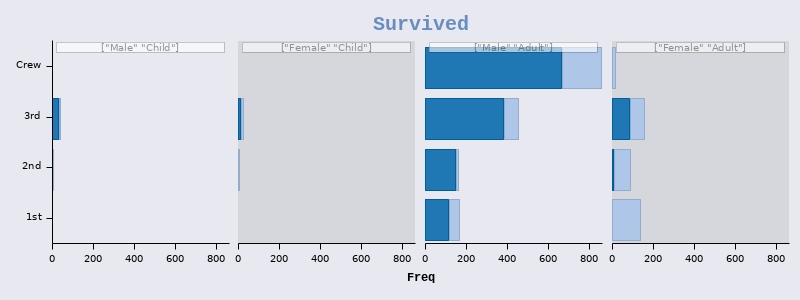 Survived
["Male" "Child"]
["Female" "Child"]
["Male" "Adult"]
["Female" "Adult"]
Crew
3rd
2nd
1st
0 200 400 600 800 0 200 400 600 800 0 200 400 600 800 0 200 400 600 800
Freq